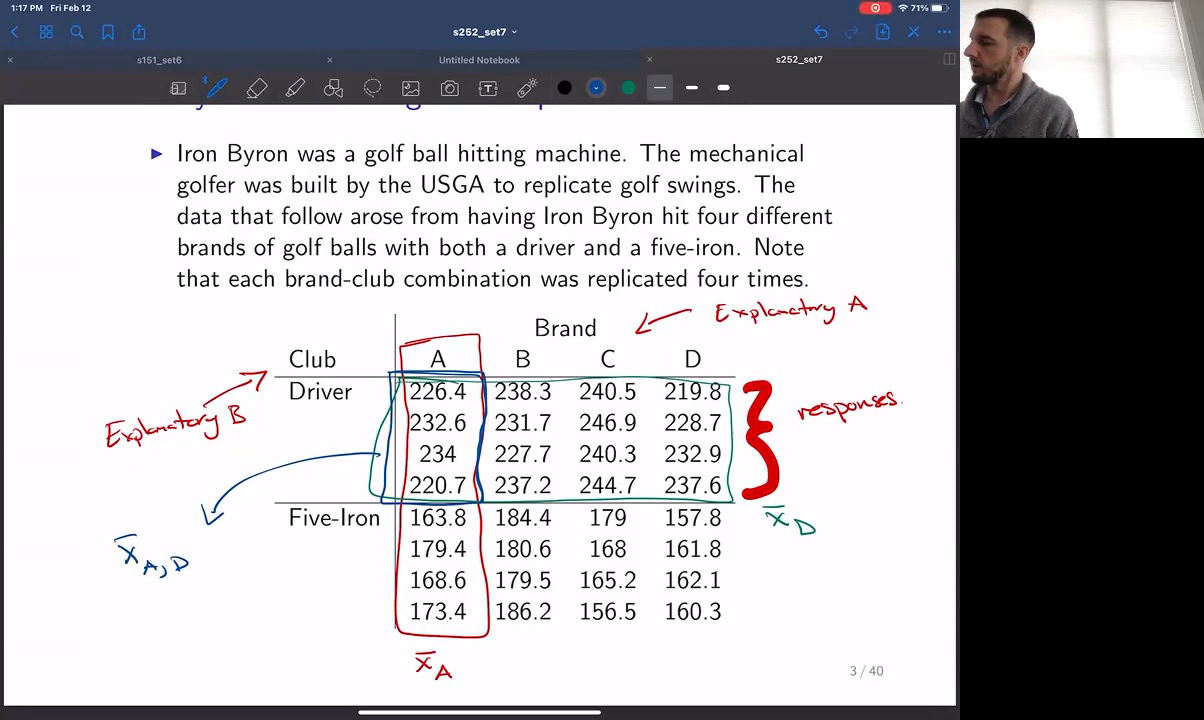 1:17 PM Fri Feb 12
71%
s252_set7
s151_set6
Untitled Notebook
s252_set7
Iron Byron was a golf ball hitting machine. The mechanical
golfer was built by the USGA to replicate golf swings. The
data that follow arose from having Iron Byron hit four different
brands of golf balls with both a driver and a five-iron. Note
that each brand-club combination was replicated four times.
Explanatory A
Brand
Club A B C D
Driver 226.4 238.3 240.5 219.8
responses.
Explanatory B
232.6 231.7 246.9 228.7
234 227.7 240.3 232.9
220.7 237.2 244.7 237.6
Five-Iron 163.8 184.4 179 157.8
x̄ D
x̄ A,D
179.4 180.6 168 161.8
168.6 179.5 165.2 162.1
173.4 186.2 156.5 160.3
x̄ A
3 / 40